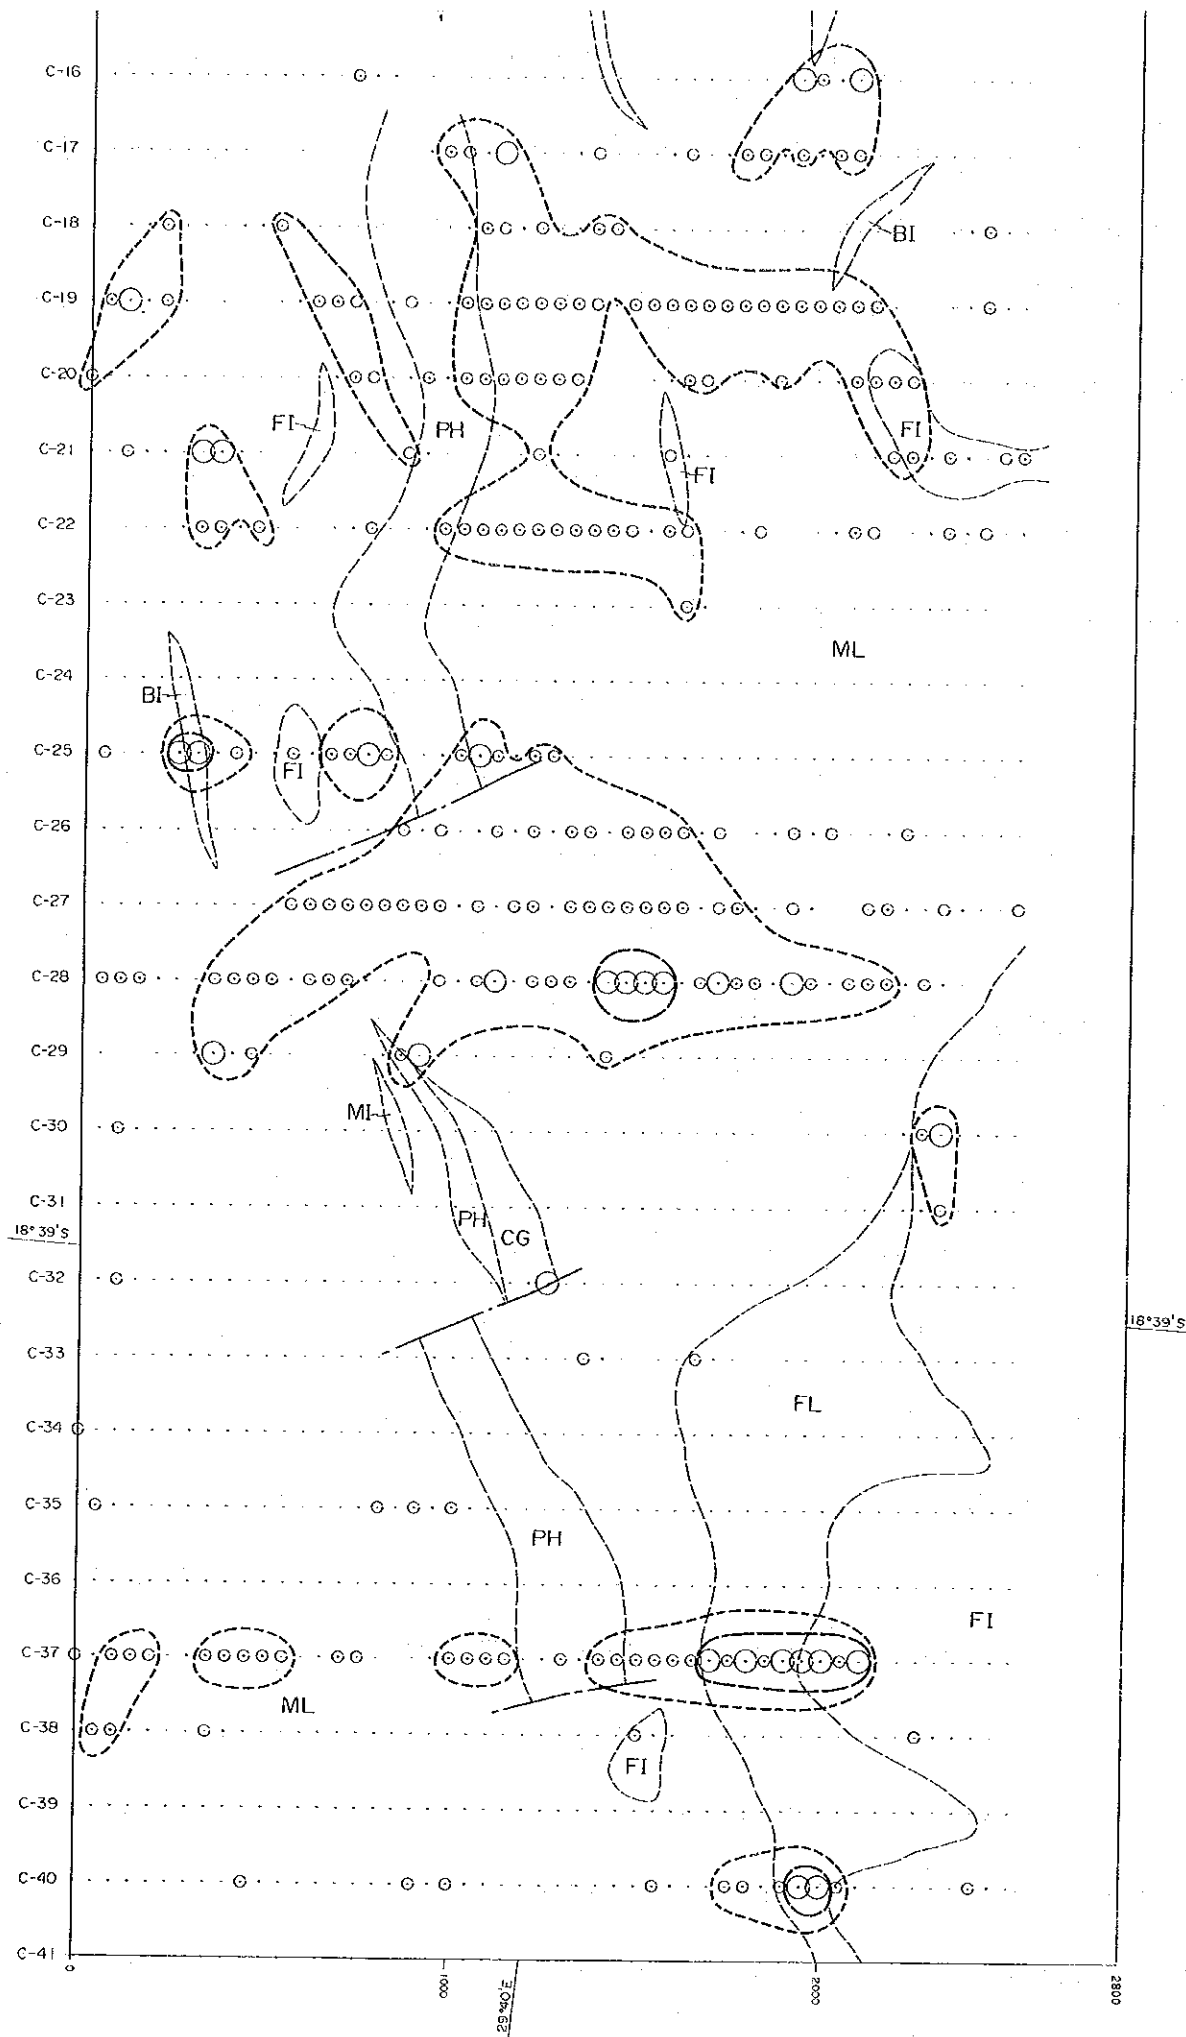 C-16
C-17
C-18
BI
C-19
C-20
FI
PH
FI
C-21
FI
C-22
C-23
ML
C-24
BI
C-25
FI
C-26
C-27
C-28
C-29
MI
C-30
C-31
PH
CG
18°39'S
C-32
18°39'S
C-33
FL
C-34
C-35
PH
C-36
FI
C-37
ML
C-38
FI
C-39
C-40
C-41
0
1000
29°40'E
2000
2800